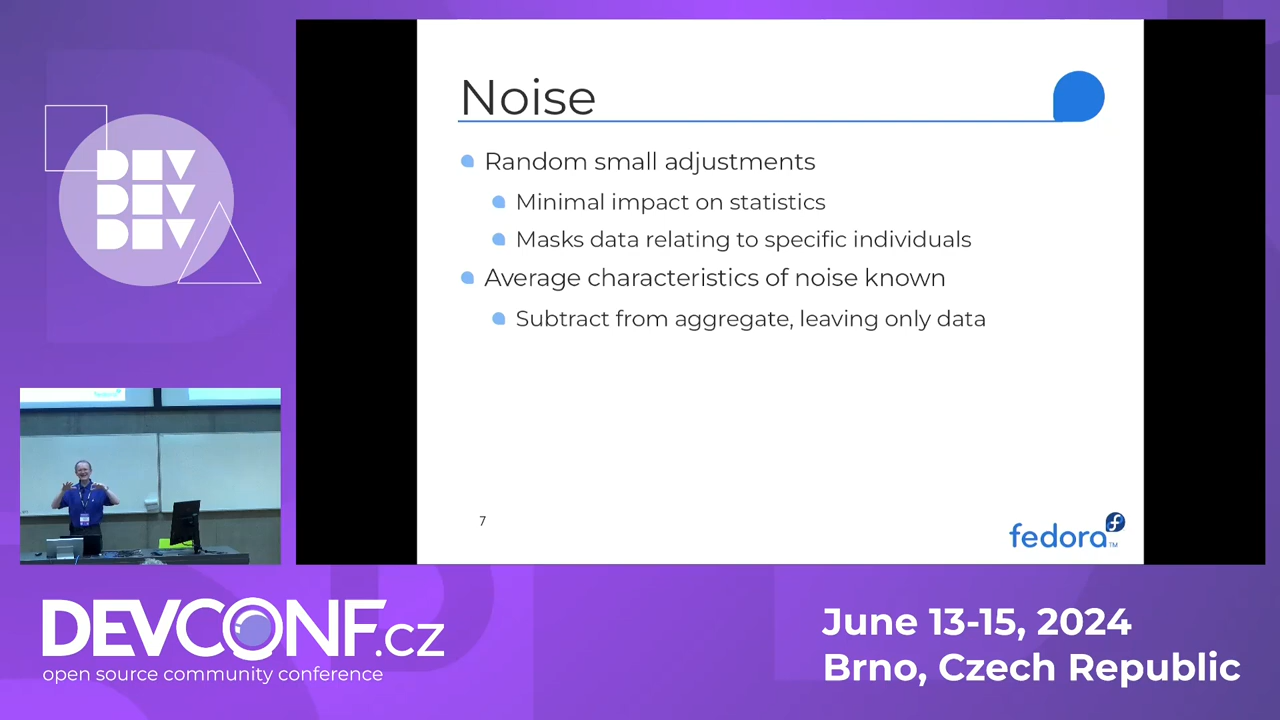 DEV
DEV
DEV
Noise
Random small adjustments
Minimal impact on statistics
Masks data relating to specific individuals
Average characteristics of noise known
Subtract from aggregate, leaving only data
7
fedora™
DEVCONF.cz
open source community conference
June 13-15, 2024
Brno, Czech Republic